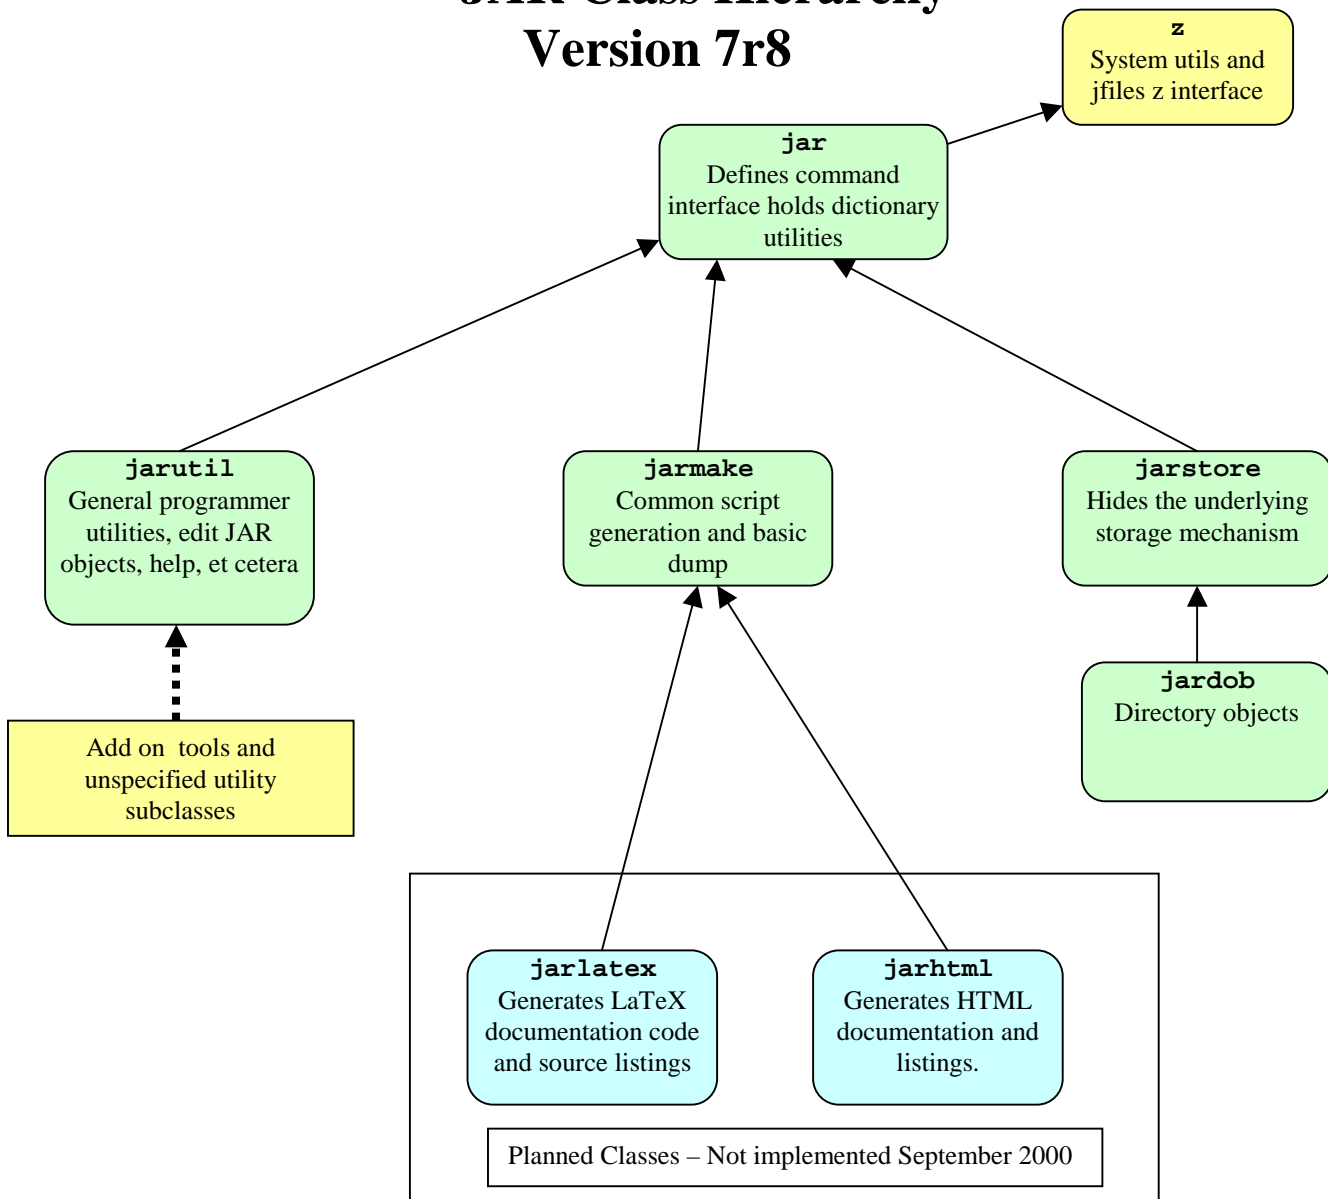 JAR Class Hierarchy
Version 7r8
z
System utils and
jfiles z interface
jar
Defines command
interface holds dictionary
utilities
jarutil
General programmer
utilities, edit JAR
objects, help, et cetera
jarmake
Common script
generation and basic
dump
jarstore
Hides the underlying
storage mechanism
jardob
Directory objects
Add on tools and
unspecified utility
subclasses
jarlatex
Generates LaTeX
documentation code
and source listings
jarhtml
Generates HTML
documentation and
listings.
Planned Classes – Not implemented September 2000